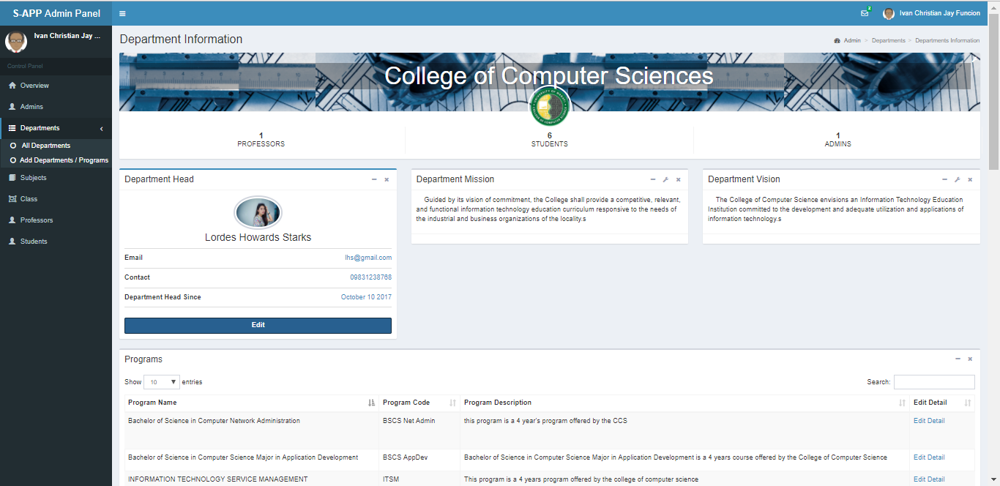 S-APP Admin Panel
2
Ivan Christian Jay Funcion
Ivan Christian Jay ...
Control Panel
Overview
Admins
Departments
All Departments
Add Departments / Programs
Subjects
Class
Professors
Students
Department Information
Admin > Departments > Departments Information
College of Computer Sciences
1
PROFESSORS
6
STUDENTS
1
ADMINS
Department Head
Lordes Howards Starks
Email lhs@gmail.com
Contact 09831238768
Department Head Since October 10 2017
Edit
Department Mission
Guided by its vision of commitment, the College shall provide a competitive, relevant,
and functional information technology education curriculum responsive to the needs of
the industrial and business organizations of the locality.s
Department Vision
The College of Computer Science envisions an Information Technology Education
Institution committed to the development and adequate utilization and applications of
information technology.s
Programs
Show 10 entries
Search:
Program Name Program Code Program Description Edit Detail
Bachelor of Science in Computer Network Administration BSCS Net Admin this program is a 4 year's program offered by the CCS Edit Detail
Bachelor of Science in Computer Science Major in Application Development BSCS AppDev Bachelor of Science in Computer Science Major in Application Development is a 4 years course offered by the College of Computer Science Edit Detail
INFORMATION TECHNOLOGY SERVICE MANAGEMENT ITSM This program is a 4 years program offered by the college of computer science Edit Detail